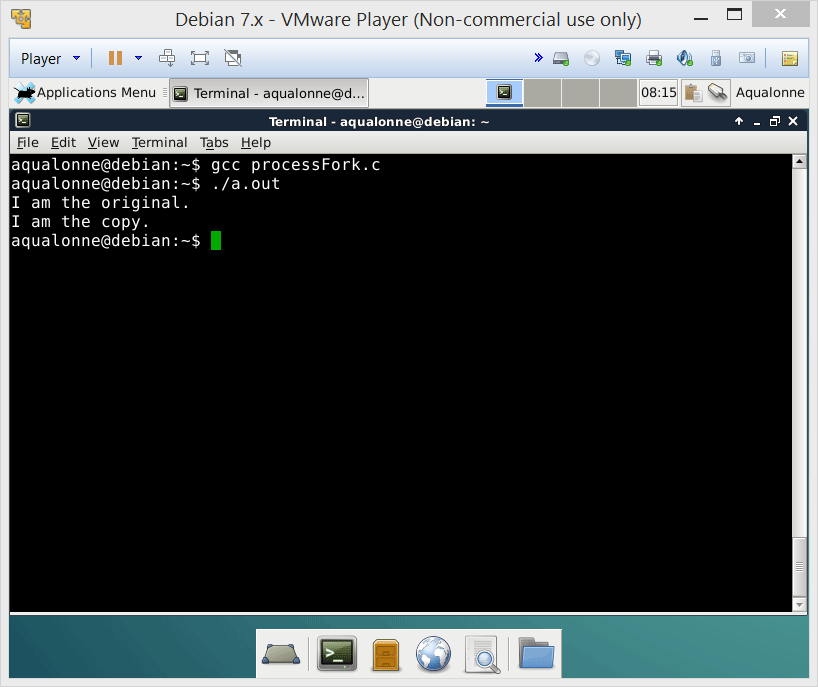 Debian 7.x - VMware Player (Non-commercial use only)
Player
Applications Menu Terminal - aqualonne@d... 08:15 Aqualonne
Terminal - aqualonne@debian: ~
File Edit View Terminal Tabs Help
aqualonne@debian:~$ gcc processFork.c
aqualonne@debian:~$ ./a.out
I am the original.
I am the copy.
aqualonne@debian:~$